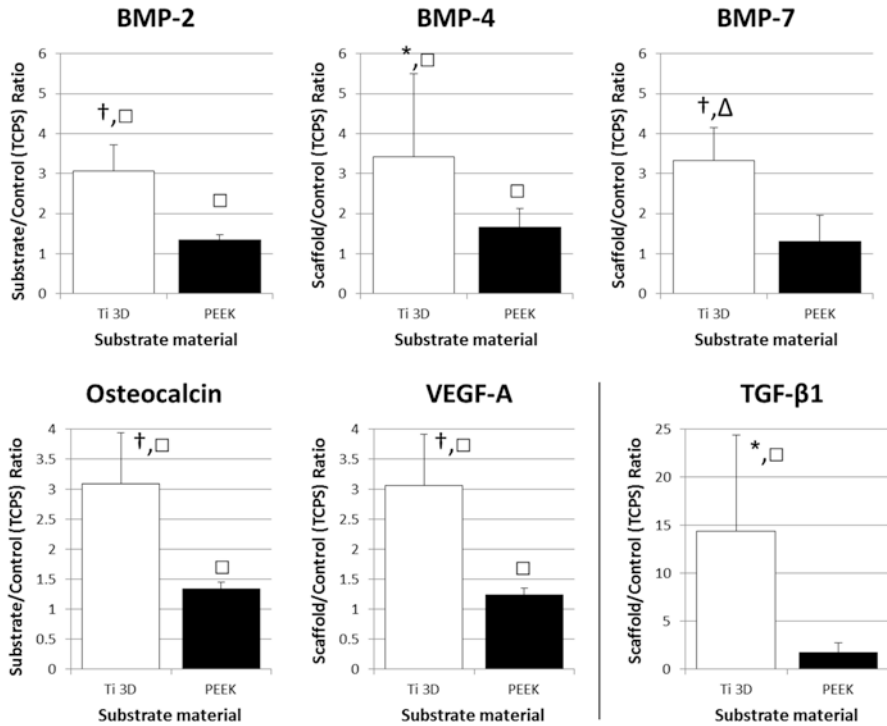 BMP-2
BMP-4
BMP-7
Substrate/Control (TCPS) Ratio
6
5
4
3
2
1
0
†,□
□
Ti 3D PEEK
Substrate material
Scaffold/Control (TCPS) Ratio
6
5
4
3
2
1
0
*,□
□
Ti 3D PEEK
Substrate material
Scaffold/Control (TCPS) Ratio
6
5
4
3
2
1
0
†,Δ
Ti 3D PEEK
Substrate material
Osteocalcin
VEGF-A
TGF-β1
Substrate/Control (TCPS) Ratio
4
3.5
3
2.5
2
1.5
1
0.5
0
†,□
□
Ti 3D PEEK
Substrate material
Scaffold/Control (TCPS) Ratio
4
3.5
3
2.5
2
1.5
1
0.5
0
†,□
□
Ti 3D PEEK
Substrate material
Scaffold/Control (TCPS) Ratio
25
20
15
10
5
0
*,□
Ti 3D PEEK
Substrate material